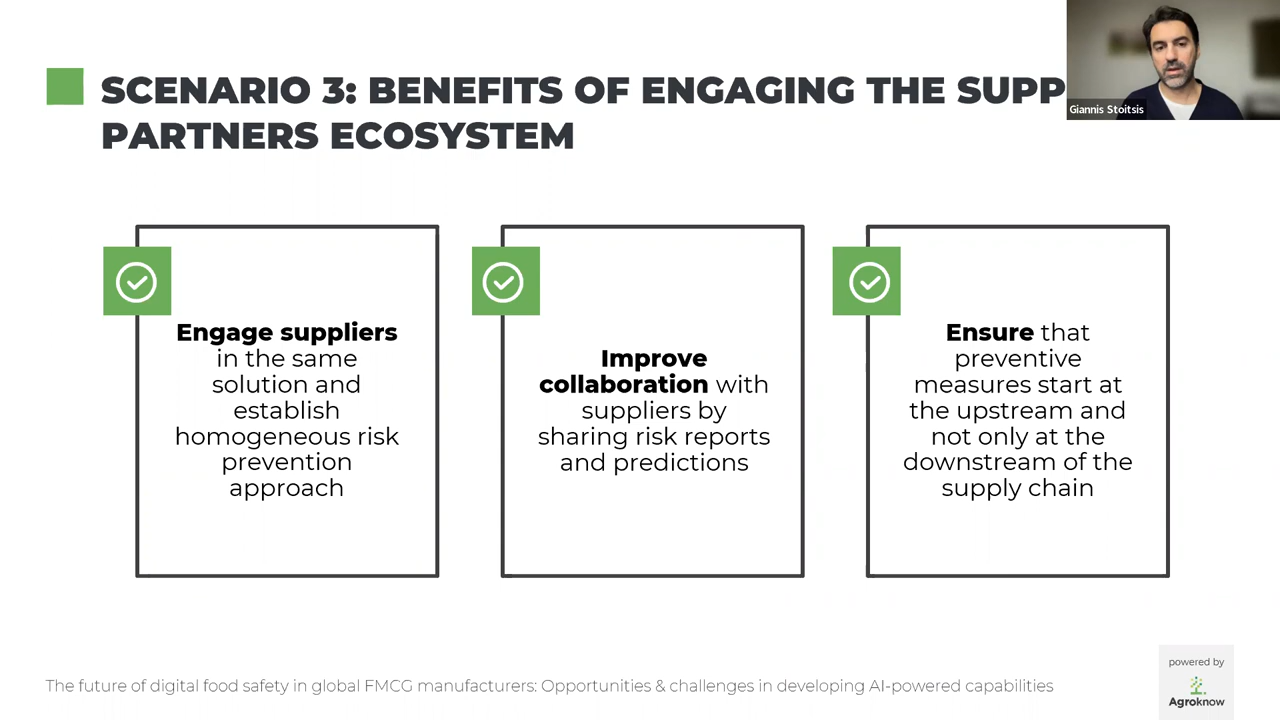 SCENARIO 3: BENEFITS OF ENGAGING THE
PARTNERS ECOSYSTEM
Giannis Stoitsis
Engage suppliers
in the same
solution and
establish
homogeneous risk
prevention
approach
Improve
collaboration with
suppliers by
sharing risk reports
and predictions
Ensure that
preventive
measures start at
the upstream and
not only at the
downstream of the
supply chain
The future of digital food safety in global FMCG manufacturers: Opportunities & challenges in developing AI-powered capabilities
powered by
Agroknow